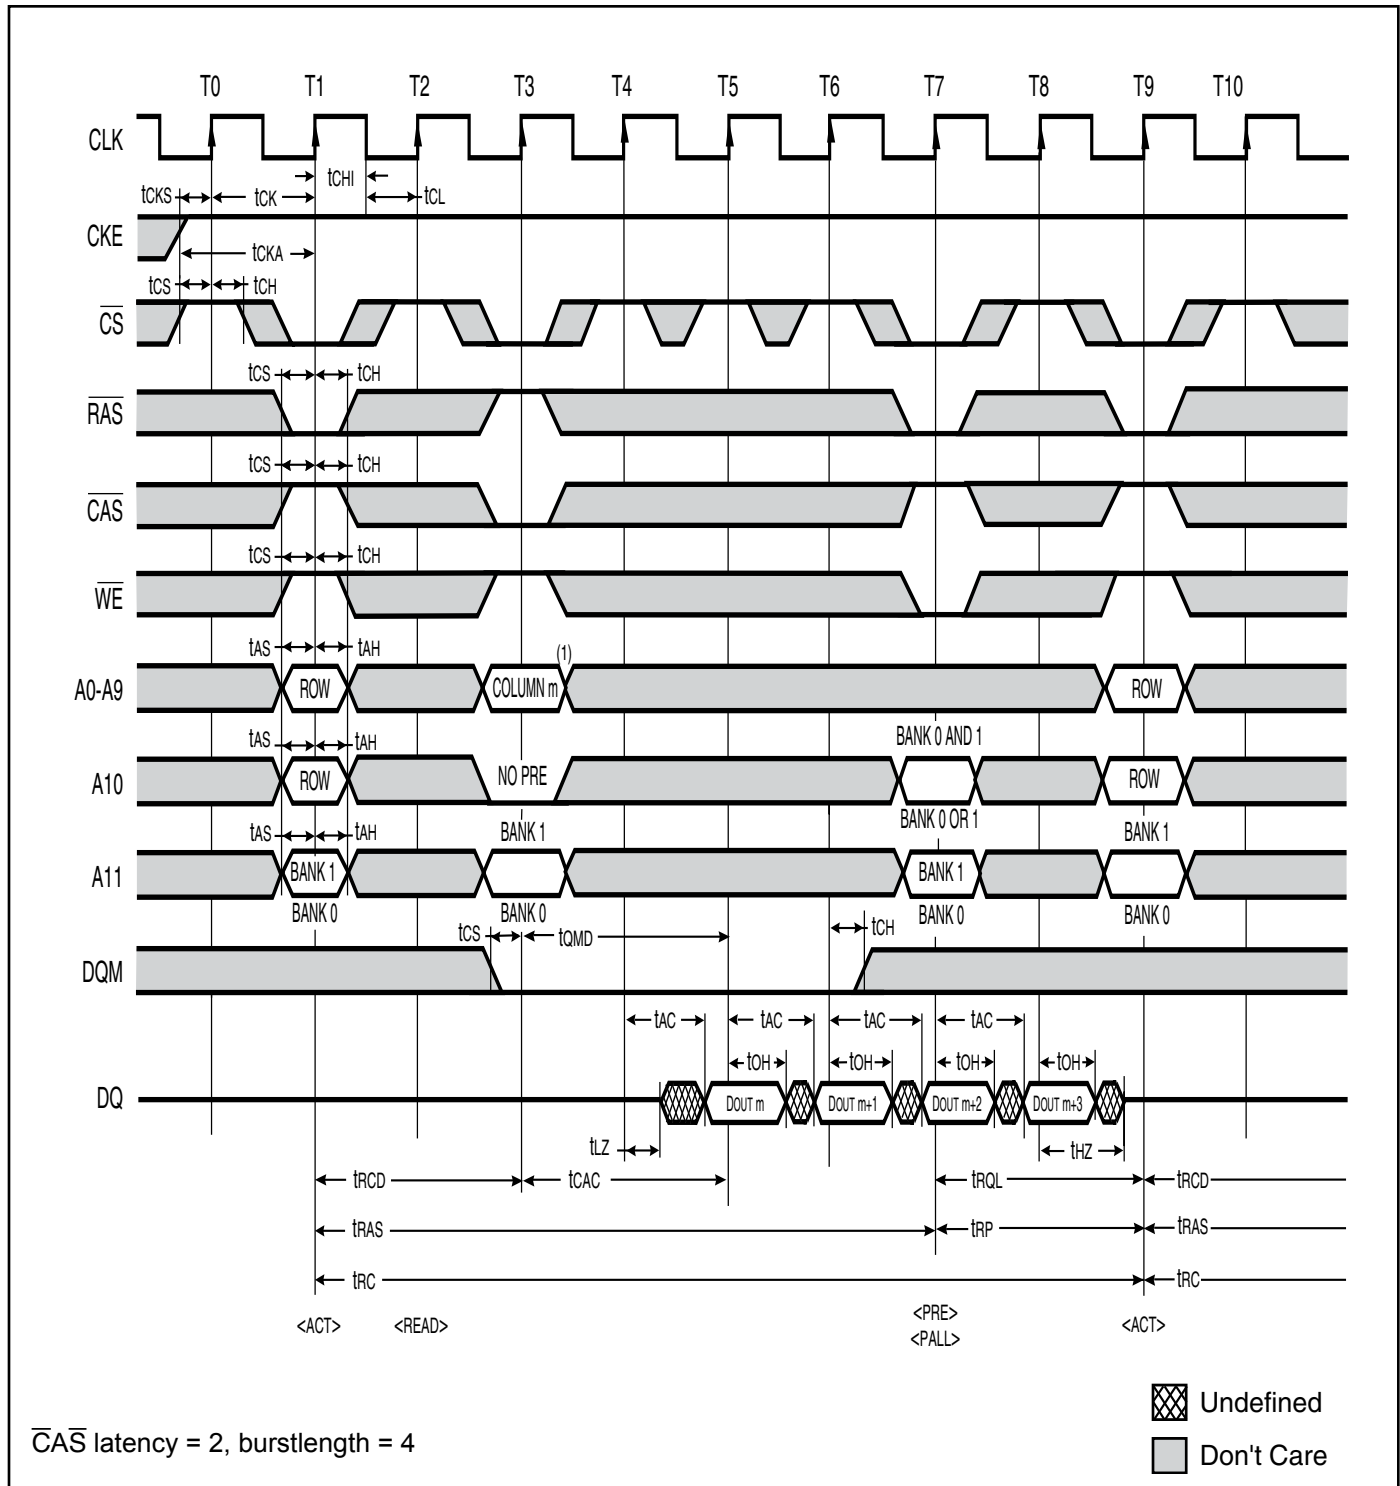 T0 T1 T2 T3 T4 T5 T6 T7 T8 T9 T10
CLK
tCHI
tCKS tCK tCL
CKE
tCKA
tCS tCH
CS
tCS tCH
RAS
tCS tCH
CAS
tCS tCH
WE
tAS tAH (1)
A0-A9 ROW COLUMN m ROW
tAS tAH BANK 0 AND 1
A10 ROW NO PRE ROW
BANK 0 OR 1
tAS tAH BANK 1 BANK 1
A11 BANK 1 BANK 1
BANK 0 BANK 0 BANK 0 BANK 0
tCS tQMD tCH
DQM
tAC tAC tAC tAC
tOH tOH tOH tOH
DQ DOUT m DOUT m+1 DOUT m+2 DOUT m+3
tLZ tHZ
tRCD tCAC tRQL tRCD
tRAS tRP tRAS
tRC tRC
<ACT> <READ> <PRE> <ACT>
<PALL>
Undefined
CAS latency = 2, burstlength = 4
Don't Care